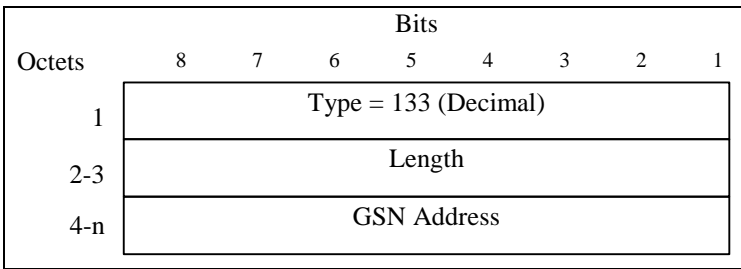 Bits
Octets 8 7 6 5 4 3 2 1
1 Type = 133 (Decimal)
2-3 Length
4-n GSN Address